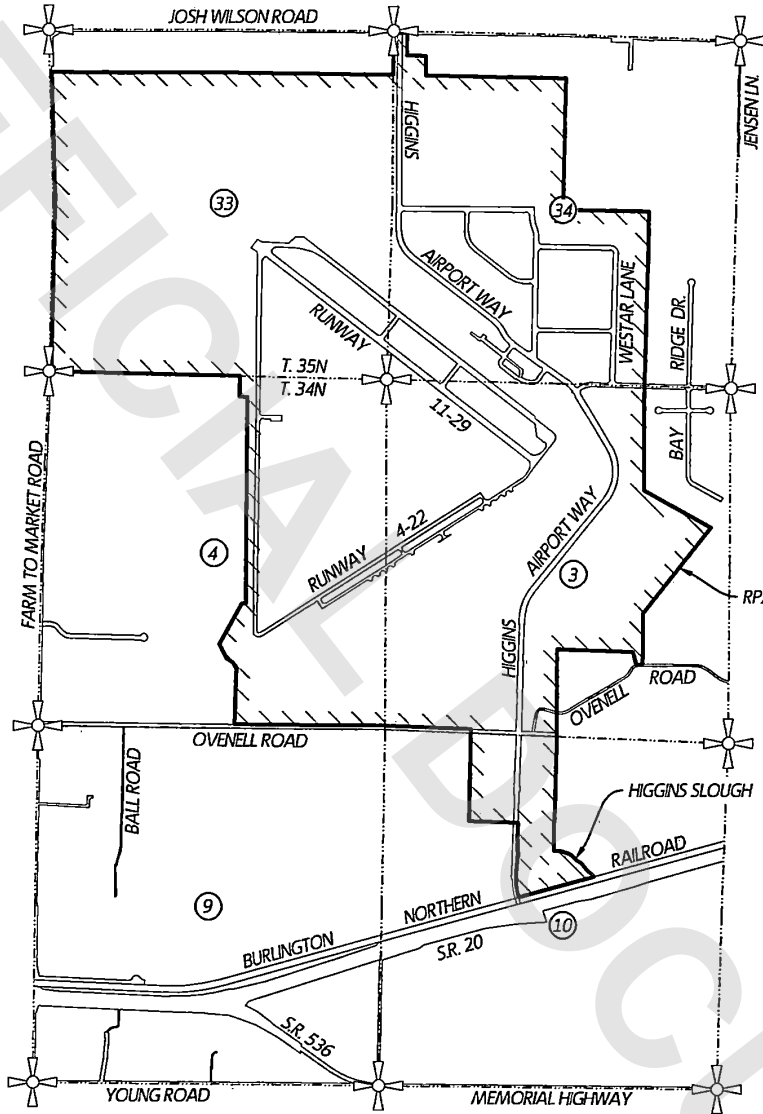 JOSH WILSON ROAD
HIGGINS
JENSEN LN.
33
34
AIRPORT WAY
WESTAR LANE
RIDGE DR.
BAY
RUNWAY
11-29
T. 35N
T. 34N
FARM TO MARKET ROAD
4
RUNWAY 4-22
AIRPORT WAY
3
HIGGINS
OVENELL
ROAD
OVENELL ROAD
BALL ROAD
HIGGINS SLOUGH
9
BURLINGTON
NORTHERN
RAILROAD
10
S.R. 20
S.R. 536
YOUNG ROAD
MEMORIAL HIGHWAY